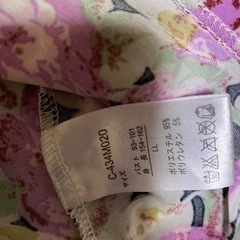 C-434M020
サイズ
バスト 93-101
身長 154-162
LL
ポリエステル 95%
ポリウレタン 5%